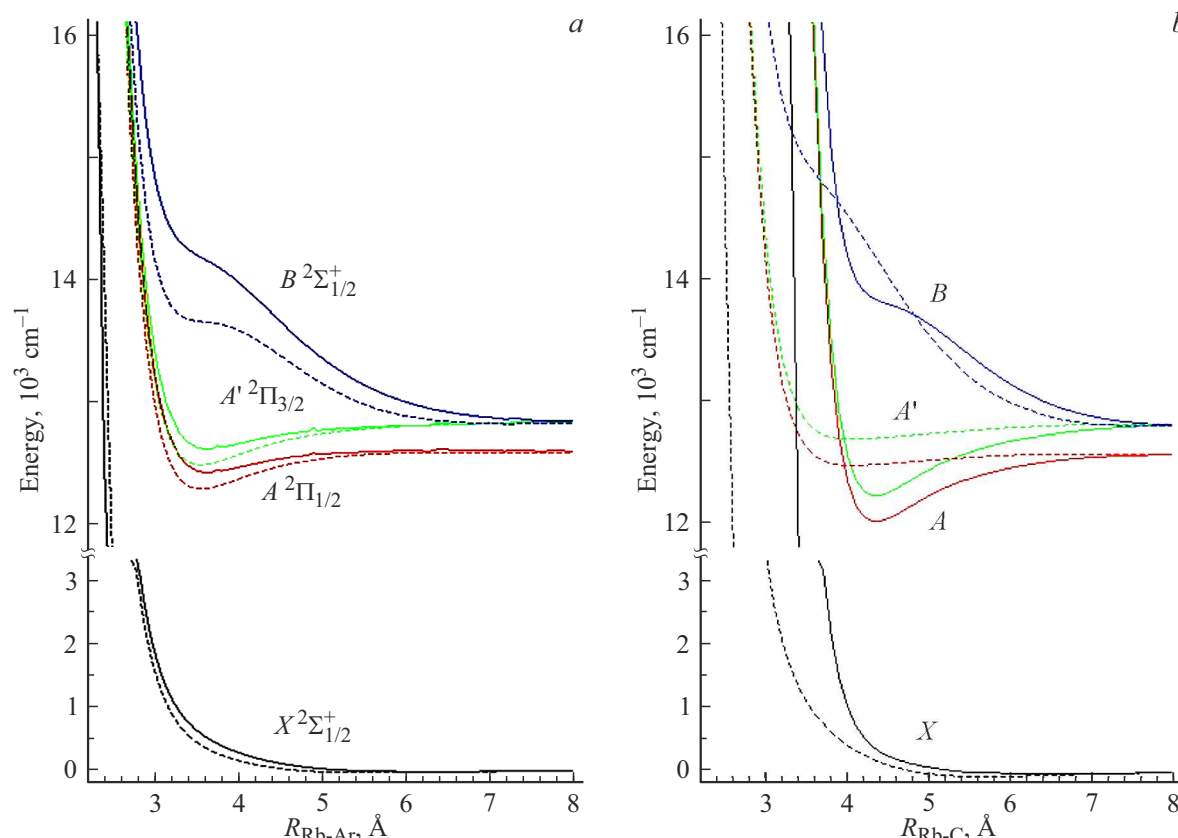 a
16
14
12
3
2
1
0
Energy, 10³ cm⁻¹
B ²Σ⁺₁/₂
A' ²Π₃/₂
A ²Π₁/₂
X ²Σ⁺₁/₂
3 4 5 6 7 8
R_Rb-Ar, Å
b
16
14
12
3
2
1
0
Energy, 10³ cm⁻¹
B
A'
A
X
3 4 5 6 7 8
R_Rb-C, Å